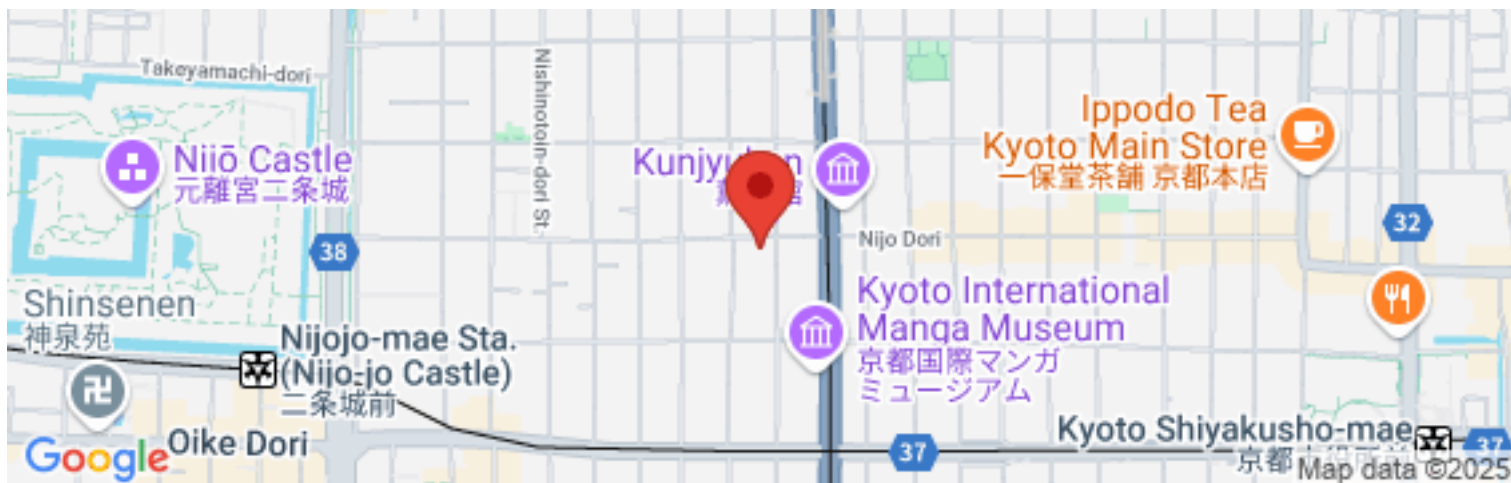 Takeyamachi-dori
Nishinotoin-dori St.
Ippodo Tea
Kyoto Main Store
一保堂茶舗 京都本店
Niiō Castle
元離宮二条城
38
Nijo Dori
32
Kyoto International
Manga Museum
京都国際マンガ
ミュージアム
Shinsenen
神泉苑
Nijojo-mae Sta.
(Nijo-jo Castle)
二条城前
Oike Dori
37
Kyoto Shiyakusho-mae
37
Google
Map data ©2025